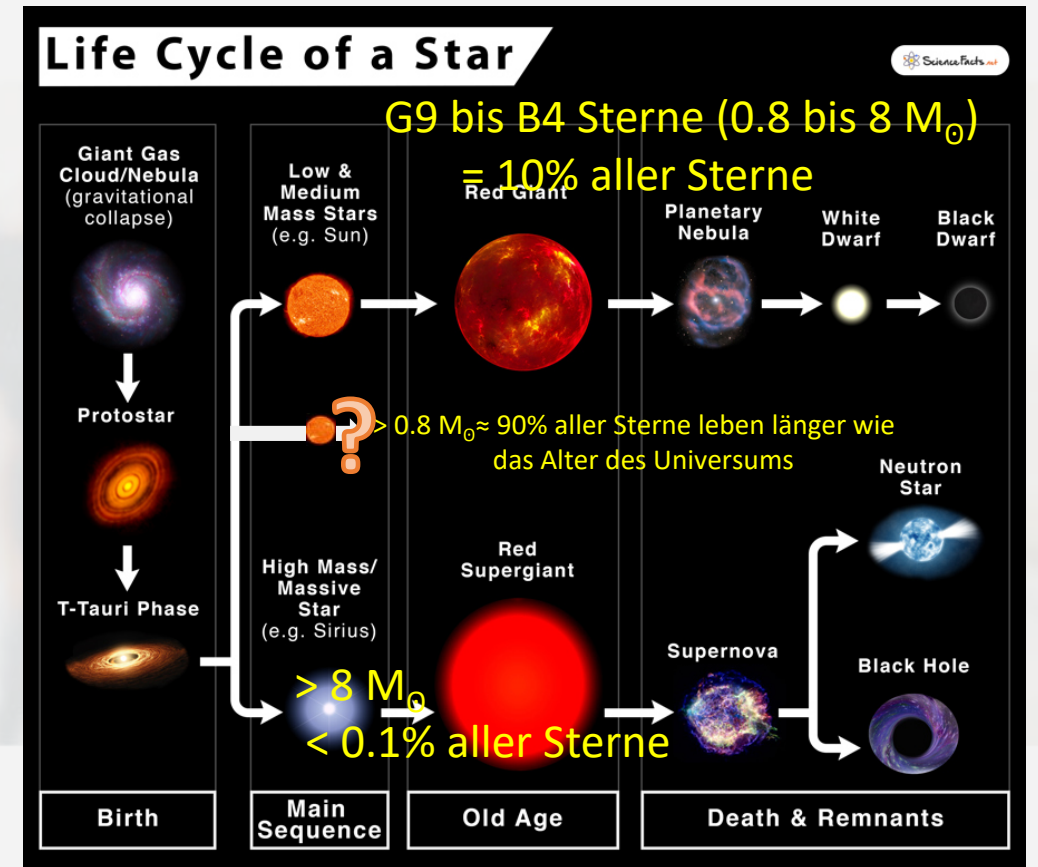 Life Cycle of a Star
ScienceFacts.net
G9 bis B4 Sterne (0.8 bis 8 M⊙)
= 10% aller Sterne
Giant Gas
Cloud/Nebula
(gravitational
collapse)
Protostar
T-Tauri Phase
Low &
Medium
Mass Stars
(e.g. Sun)
Red Giant
Planetary
Nebula
White
Dwarf
Black
Dwarf
?
> 0.8 M⊙≈ 90% aller Sterne leben länger wie
das Alter des Universums
High Mass/
Massive
Star
(e.g. Sirius)
> 8 M⊙
< 0.1% aller Sterne
Red
Supergiant
Supernova
Neutron
Star
Black Hole
Birth
Main
Sequence
Old Age
Death & Remnants